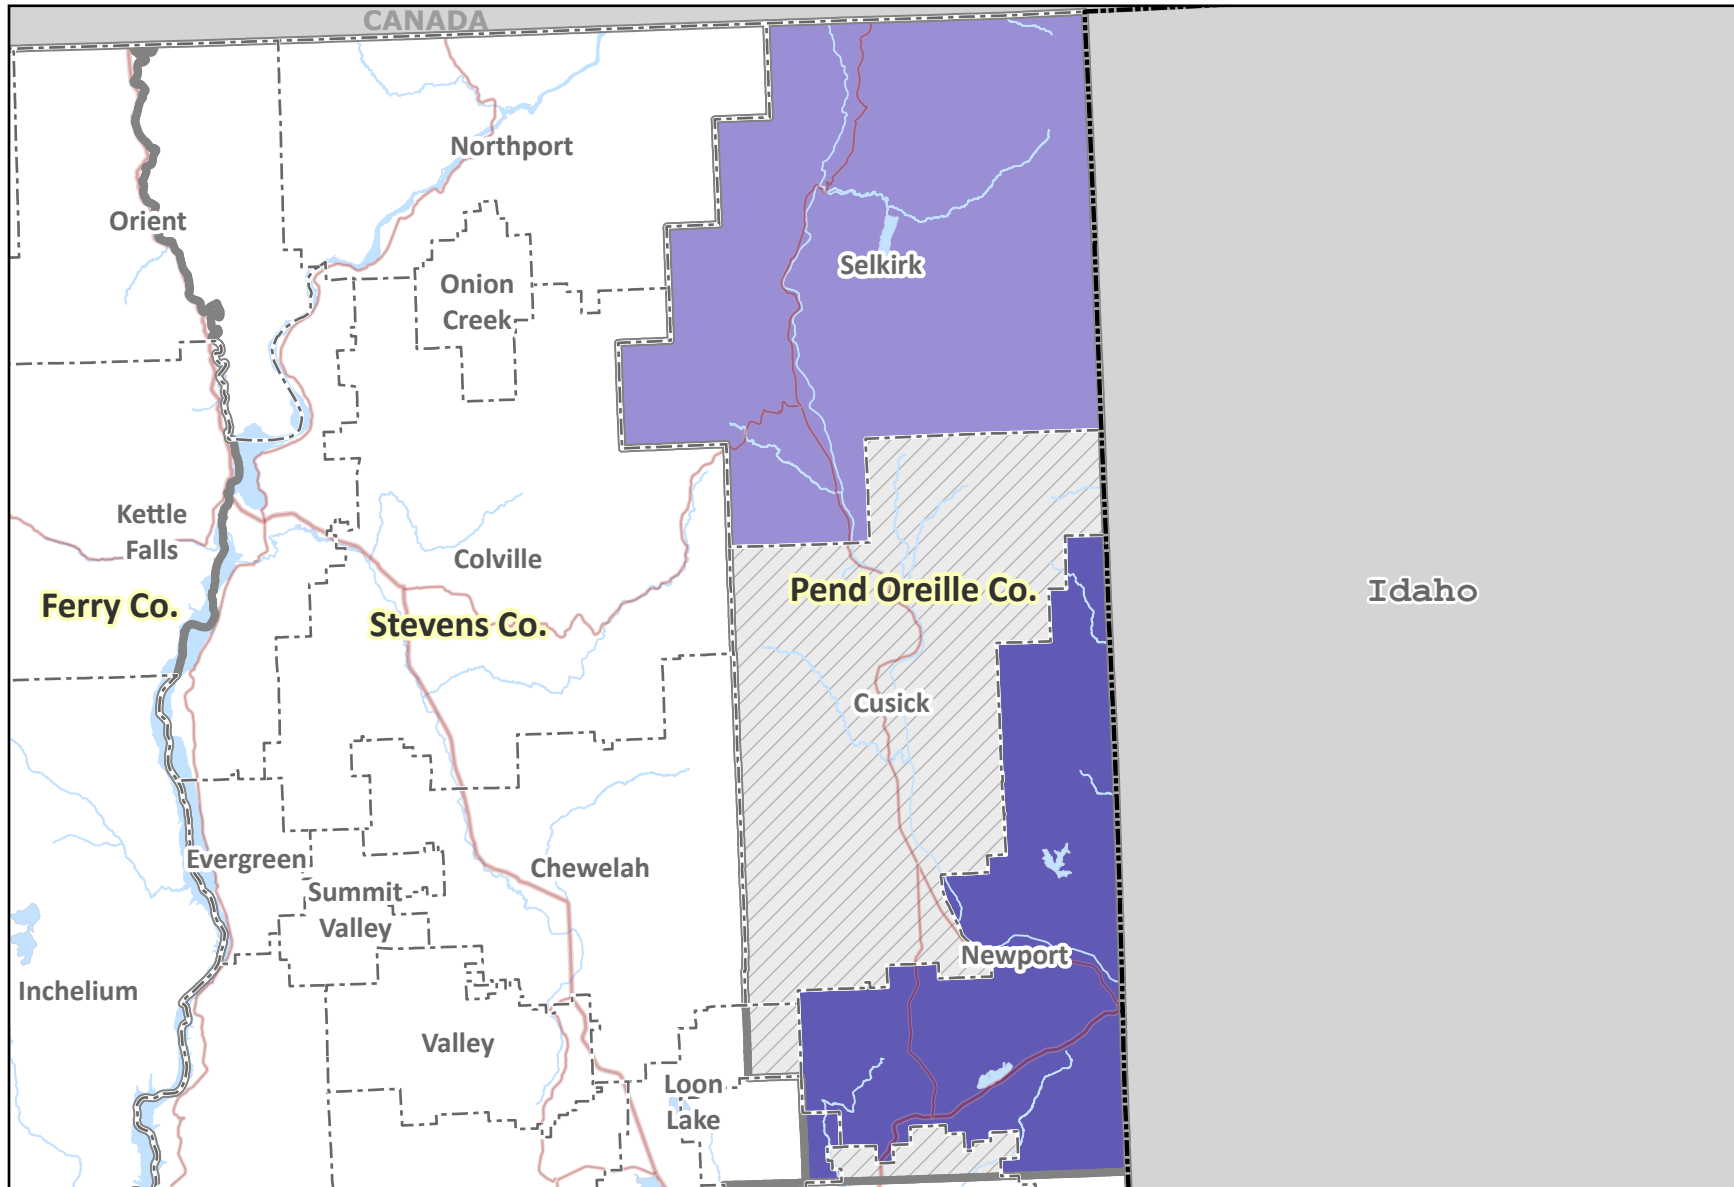 CANADA
Northport
Orient
Selkirk
Onion
Creek
Kettle
Falls
Colville
Pend Oreille Co.
Idaho
Ferry Co.
Stevens Co.
Cusick
Evergreen
Chewelah
Summit
Valley
Newport
Inchelium
Valley
Loon
Lake